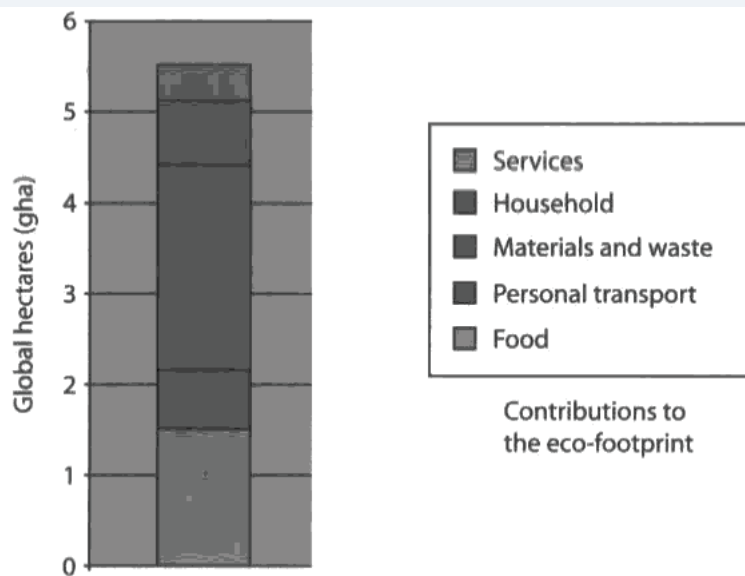 6
5
4
3
2
1
0
Global hectares (gha)
Services
Household
Materials and waste
Personal transport
Food
Contributions to
the eco-footprint